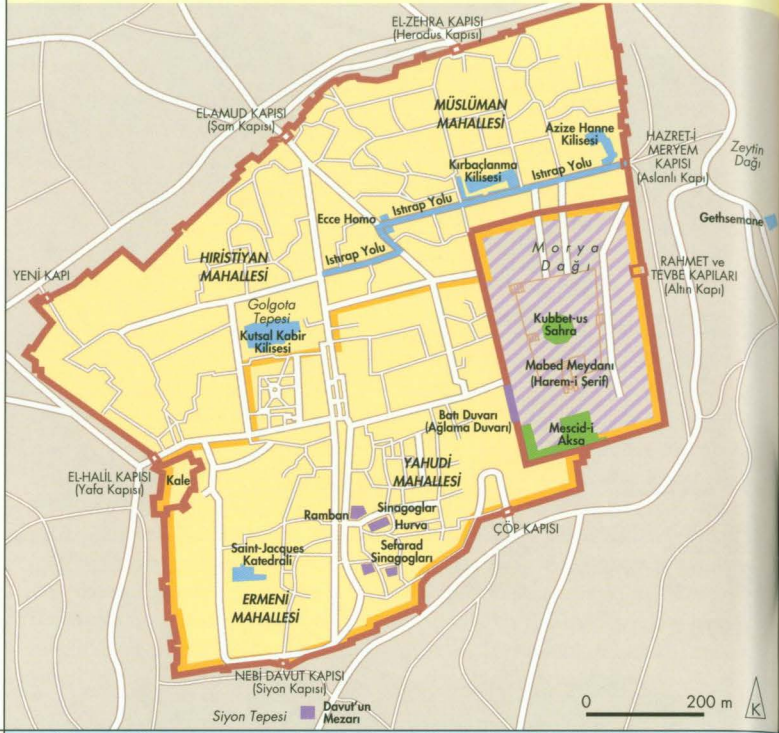 EL-ZEHRA KAPISI
(Herodus Kapısı)
EL-AMUD KAPISI
(Şam Kapısı)
MÜSLÜMAN
MAHALLESİ
Azize Hanne
Kilisesi
HAZRET-İ
MERYEM
KAPISI
(Aslanlı Kapı)
Zeytin
Dağı
Kırbaçlanma
Kilisesi
Istırap Yolu
Istırap Yolu
Ecce Homo
Istırap Yolu
Gethsemane
HIRİSTİYAN
MAHALLESİ
Morya
Dağı
RAHMET ve
TEVBE KAPILARI
(Altın Kapı)
YENİ KAPI
Golgota
Tepesi
Kutsal Kabir
Kilisesi
Kubbet-us
Sahra
Mabed Meydanı
(Harem-i Şerif)
Batı Duvarı
(Ağlama Duvarı)
Mescid-i
Aksa
EL-HALİL KAPISI
(Yafa Kapısı)
Kale
YAHUDİ
MAHALLESİ
Ramban
Sinagoglar
Hurva
ÇÖP KAPISI
Sefarad
Sinagogları
Saint-Jacques
Katedrali
ERMENİ
MAHALLESİ
NEBİ DAVUT KAPISI
(Siyon Kapısı)
Siyon Tepesi
Davut'un
Mezarı
0 200 m
K